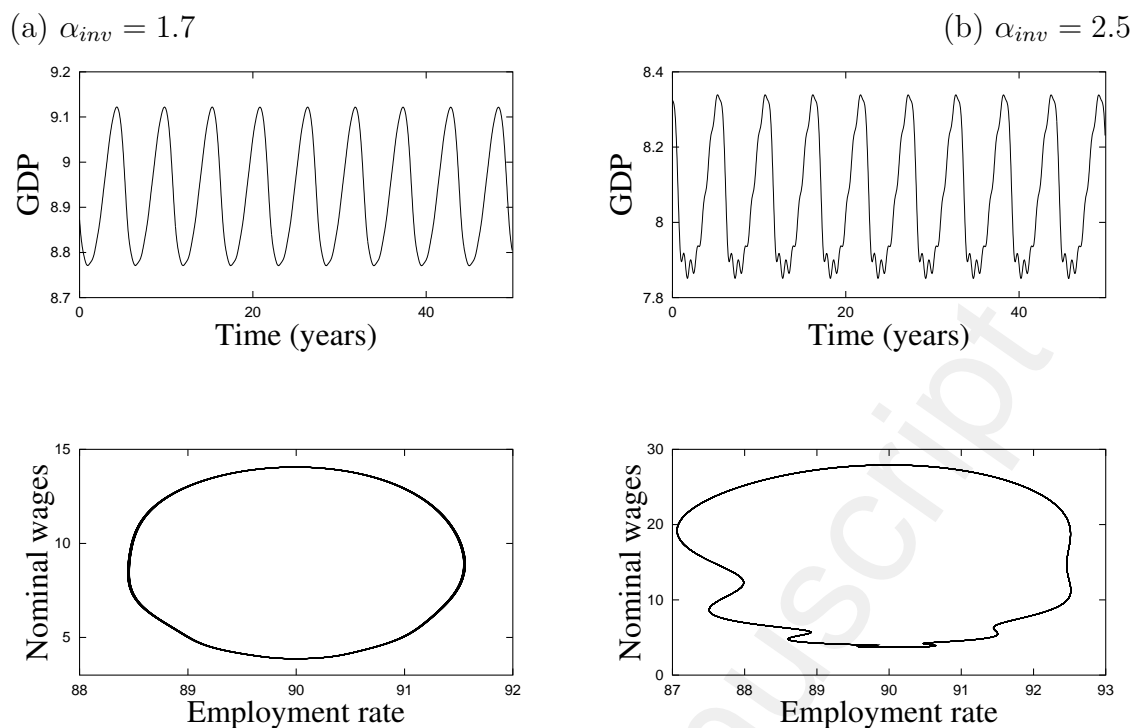 (a) α_inv = 1.7
(b) α_inv = 2.5
9.2
9.1
9
8.9
8.8
8.7
GDP
0 20 40
Time (years)
8.4
8.2
8
7.8
GDP
0 20 40
Time (years)
15
10
5
Nominal wages
88 89 90 91 92
Employment rate
30
20
10
0
Nominal wages
87 88 89 90 91 92 93
Employment rate
uscript